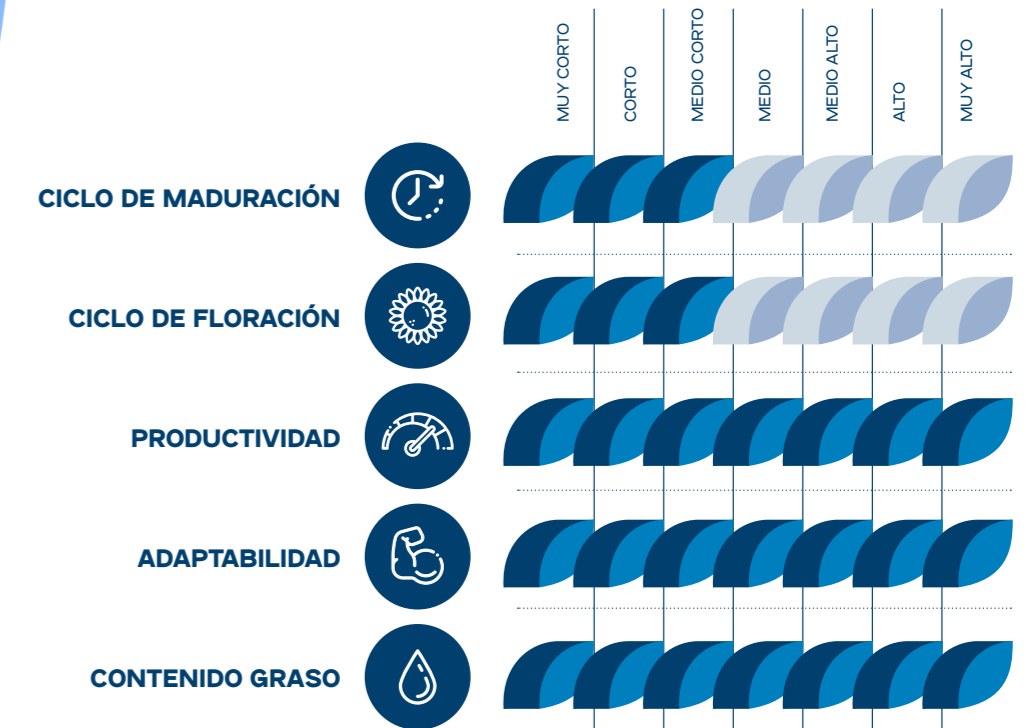 MUY CORTO
CORTO
MEDIO CORTO
MEDIO
MEDIO ALTO
ALTO
MUY ALTO
CICLO DE MADURACIÓN
CICLO DE FLORACIÓN
PRODUCTIVIDAD
ADAPTABILIDAD
CONTENIDO GRASO